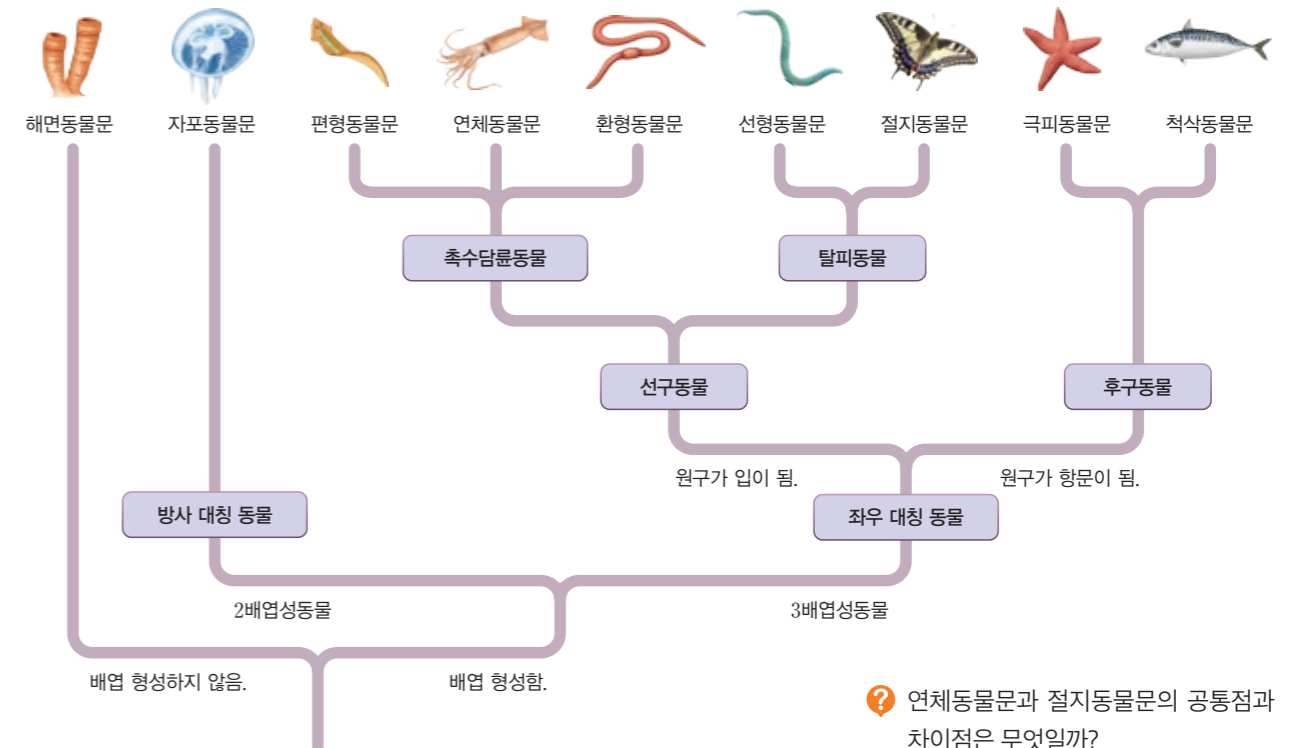 해면동물문 자포동물문 편형동물문 연체동물문 환형동물문 선형동물문 절지동물문 극피동물문 척삭동물문
촉수담륜동물 탈피동물
선구동물 후구동물
원구가 입이 됨. 원구가 항문이 됨.
방사 대칭 동물 좌우 대칭 동물
2배엽성동물 3배엽성동물
배엽 형성하지 않음. 배엽 형성함.
? 연체동물문과 절지동물문의 공통점과
차이점은 무엇일까?